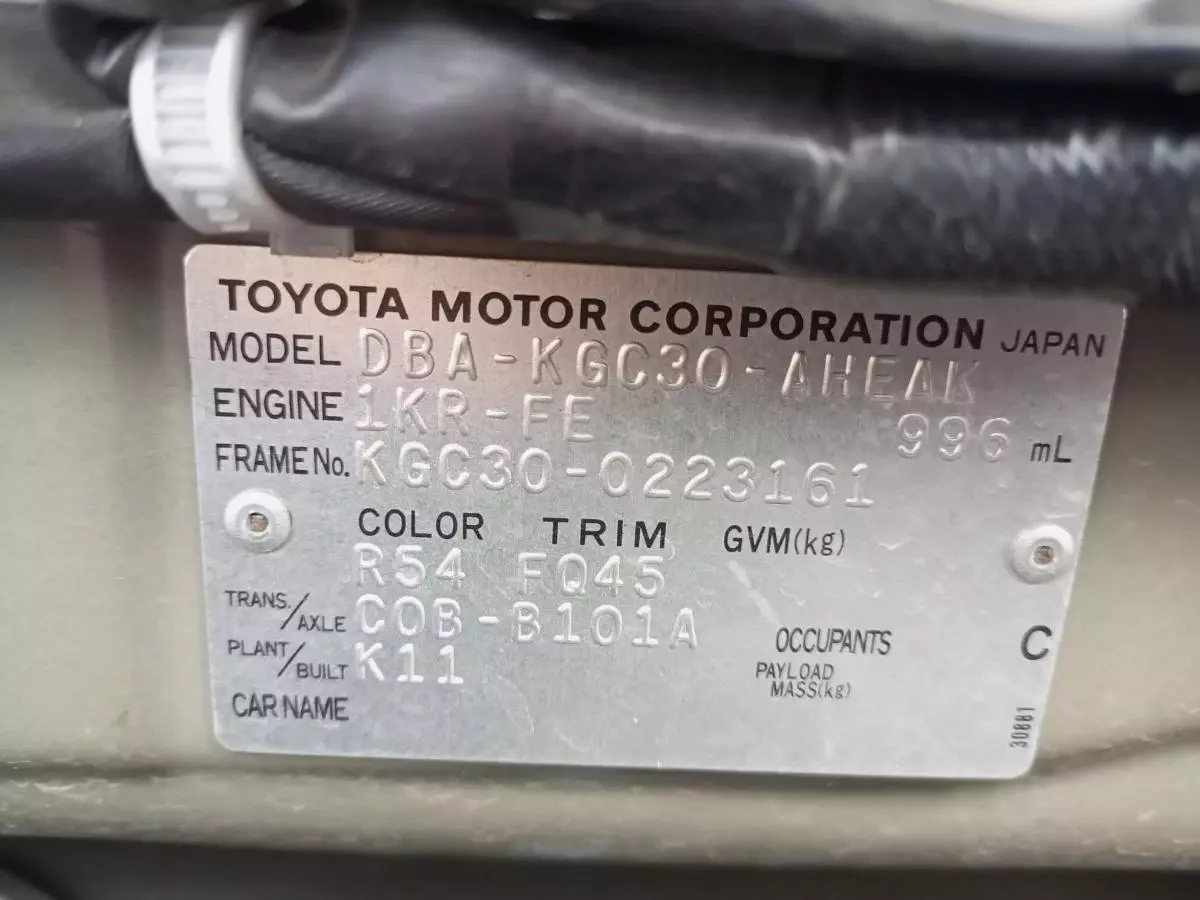 TOYOTA MOTOR CORPORATION JAPAN
MODEL DBA-KGC30-AHEAK
ENGINE 1KR-FE 996 mL
FRAME No. KGC30-0223161
COLOR TRIM GVM(kg)
R54 FQ45
TRANS./AXLE C0B-B101A
OCCUPANTS C
PLANT/BUILT K11
PAYLOAD
MASS(kg)
CAR NAME
30881